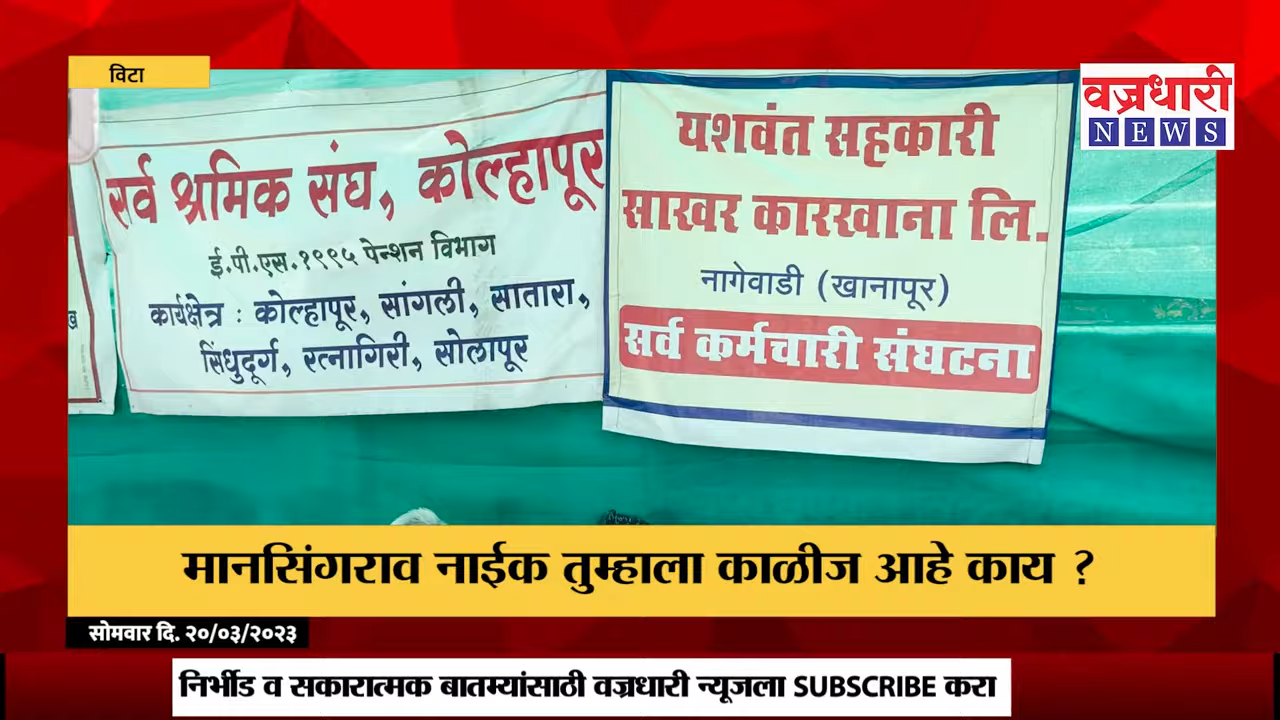 विटा
वज्रधारी
NEWS
सर्व श्रमिक संघ, कोल्हापूर
ई.पी.एस.१९९५ पेन्शन विभाग
कार्यक्षेत्र : कोल्हापूर, सांगली, सातारा,
सिंधुदूर्ग, रत्नागिरी, सोलापूर
यशवंत सहकारी
साखर कारखाना लि.
नागेवाडी (खानापूर)
सर्व कर्मचारी संघटना
मानसिंगराव नाईक तुम्हाला काळीज आहे काय ?
सोमवार दि. २०/०३/२०२३
निर्भीड व सकारात्मक बातम्यांसाठी वज्रधारी न्यूजला SUBSCRIBE करा